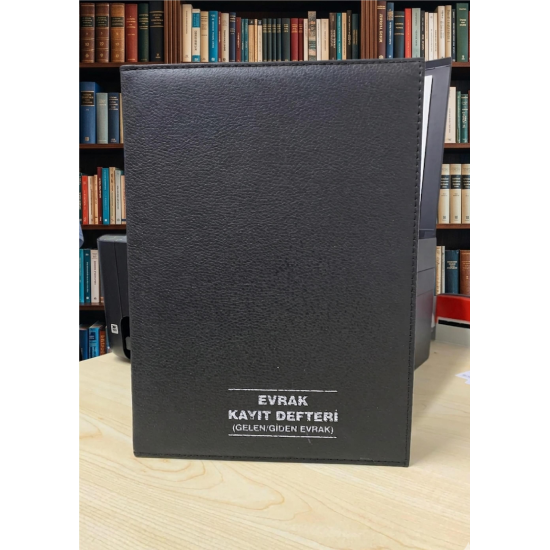 EVRAK
KAYIT DEFTERİ
(GELEN/GİDEN EVRAK)